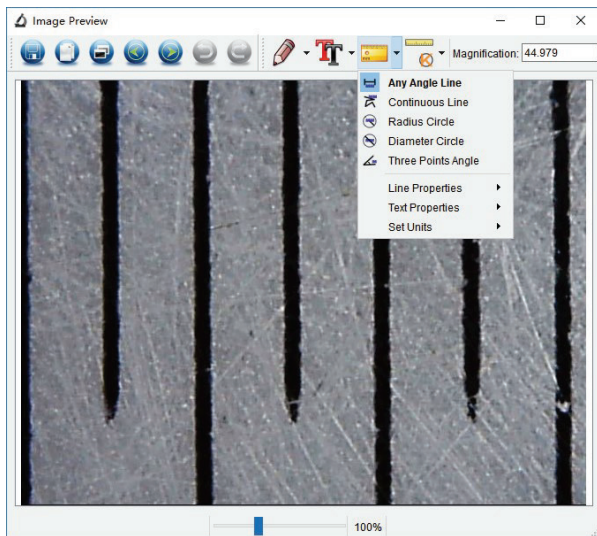 Image Preview
Magnification: 44.979
Any Angle Line
Continuous Line
Radius Circle
Diameter Circle
Three Points Angle
Line Properties
Text Properties
Set Units
100%